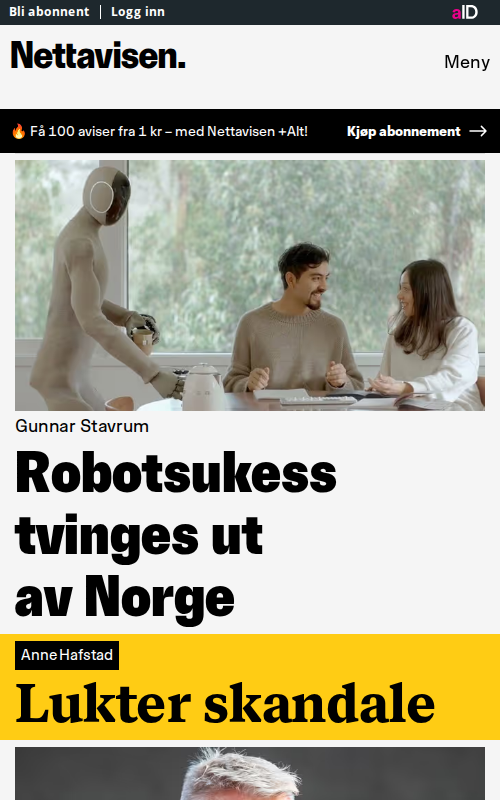 Bli abonnent | Logg inn
aID
Nettavisen.
Meny
🔥 Få 100 aviser fra 1 kr – med Nettavisen +Alt!
Kjøp abonnement →
Gunnar Stavrum
Robotsukess
tvinges ut
av Norge
Anne Hafstad
Lukter skandale